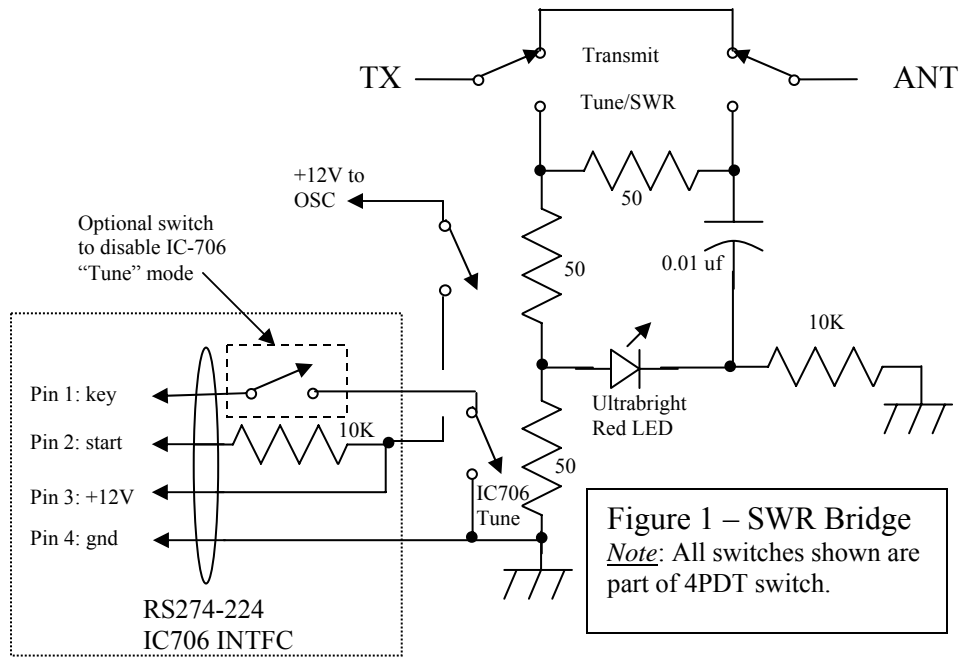 Transmit
TX
ANT
Tune/SWR
+12V to
OSC
50
Optional switch
to disable IC-706
“Tune” mode
50
0.01 uf
10K
Pin 1: key
Ultrabright
Red LED
Pin 2: start
10K
50
Pin 3: +12V
IC706
Tune
Pin 4: gnd
RS274-224
IC706 INTFC
Figure 1 – SWR Bridge
Note: All switches shown are
part of 4PDT switch.